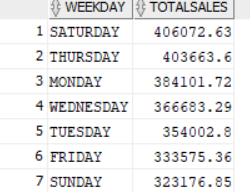 WEEKDAY TOTALSALES
1 SATURDAY 406072.63
2 THURSDAY 403663.6
3 MONDAY 384101.72
4 WEDNESDAY 366683.29
5 TUESDAY 354002.8
6 FRIDAY 333575.36
7 SUNDAY 323176.85